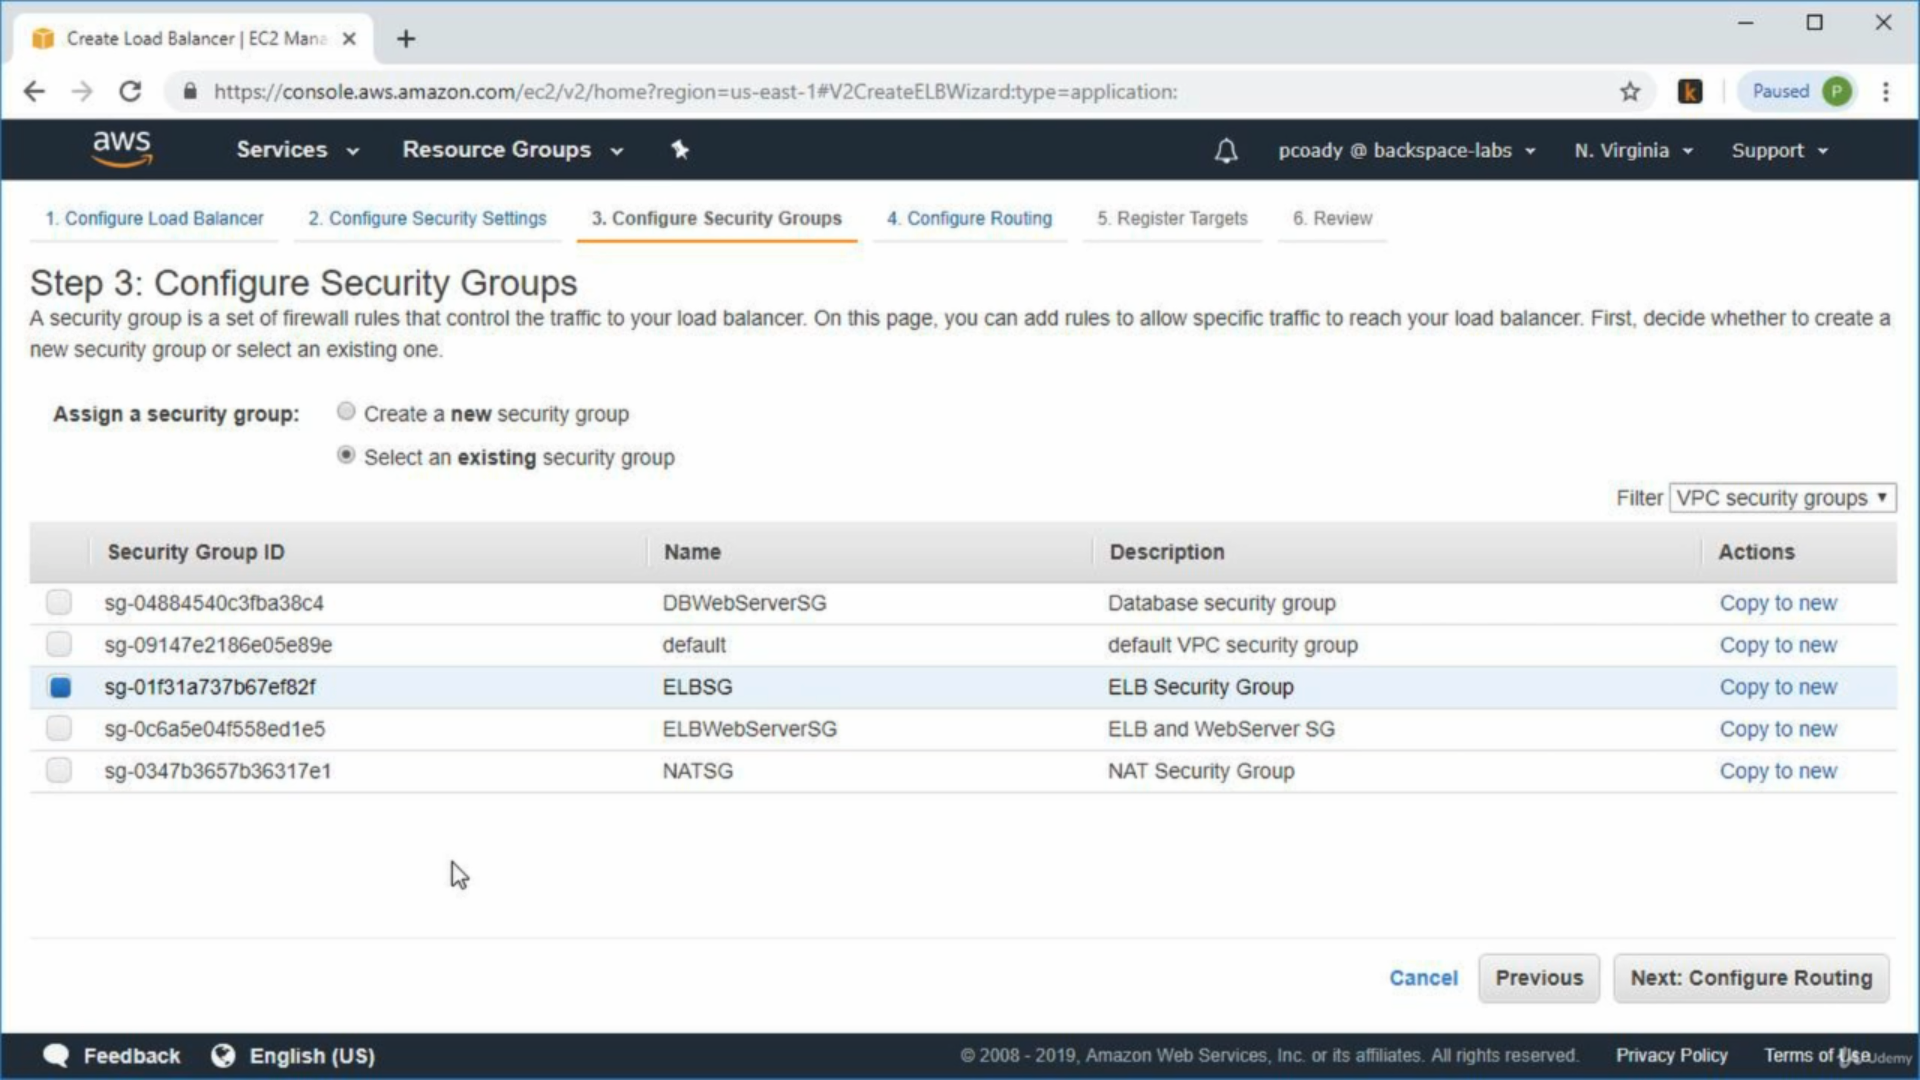 Create Load Balancer | EC2 Mana
https://console.aws.amazon.com/ec2/v2/home?region=us-east-1#V2CreateELBWizard:type=application:
k
Paused
P
aws
Services
Resource Groups
pcoady @ backspace-labs
N. Virginia
Support
1. Configure Load Balancer
2. Configure Security Settings
3. Configure Security Groups
4. Configure Routing
5. Register Targets
6. Review
Step 3: Configure Security Groups
A security group is a set of firewall rules that control the traffic to your load balancer. On this page, you can add rules to allow specific traffic to reach your load balancer. First, decide whether to create a
new security group or select an existing one.
Assign a security group:
Create a new security group
Select an existing security group
Filter VPC security groups
Security Group ID Name Description Actions
sg-04884540c3fba38c4 DBWebServerSG Database security group Copy to new
sg-09147e2186e05e89e default default VPC security group Copy to new
sg-01f31a737b67ef82f ELBSG ELB Security Group Copy to new
sg-0c6a5e04f558ed1e5 ELBWebServerSG ELB and WebServer SG Copy to new
sg-0347b3657b36317e1 NATSG NAT Security Group Copy to new
Cancel
Previous
Next: Configure Routing
Feedback
English (US)
© 2008 - 2019, Amazon Web Services, Inc. or its affiliates. All rights reserved.
Privacy Policy
Terms of Use
Udemy